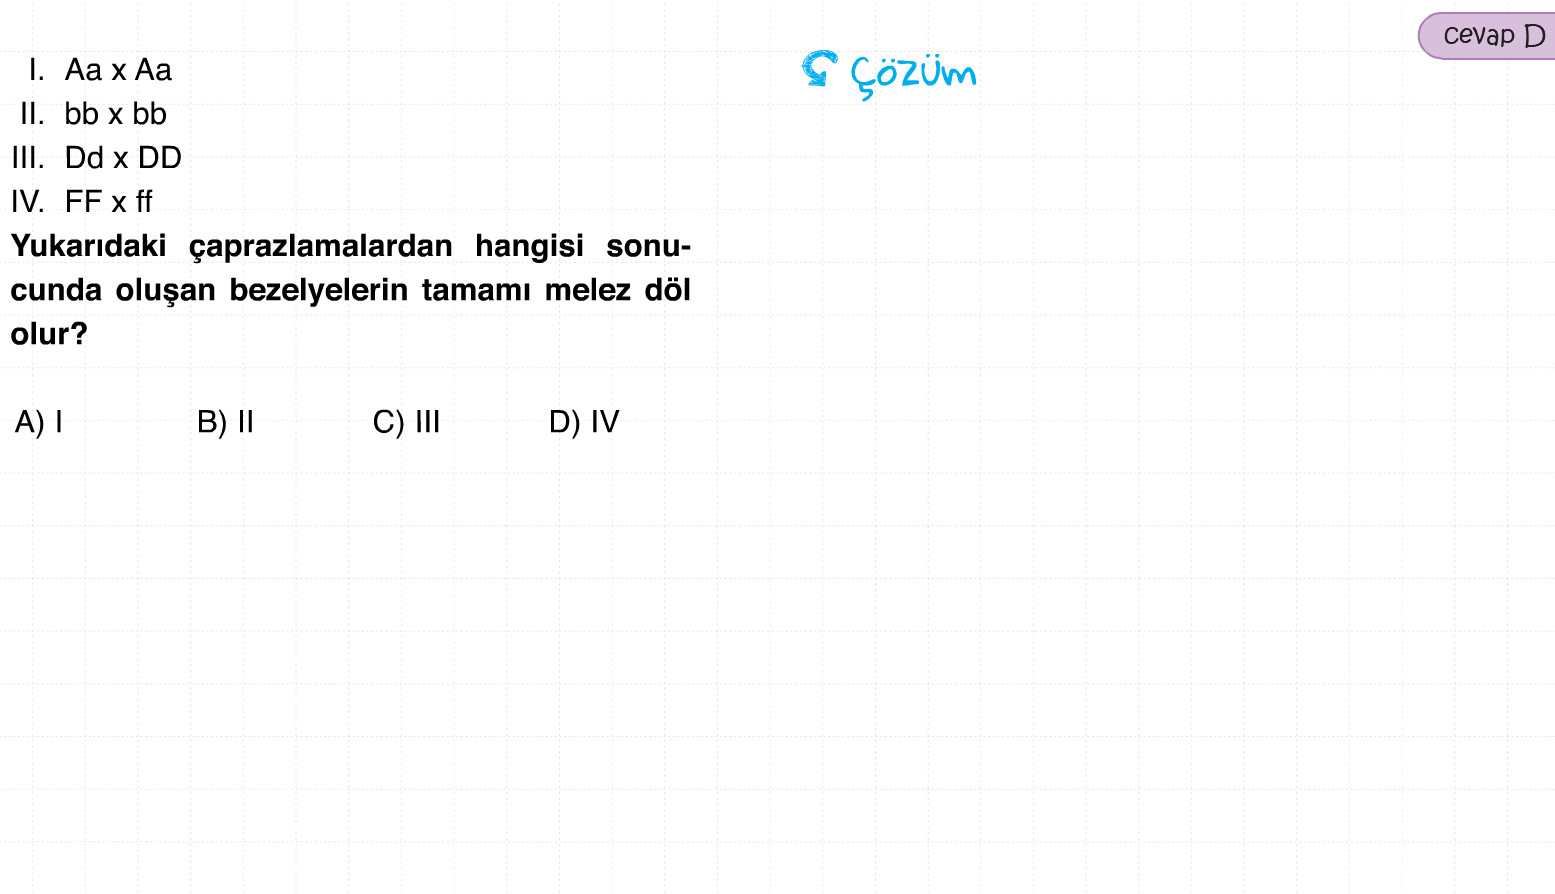 I. Aa x Aa
II. bb x bb
III. Dd x DD
IV. FF x ff
Yukarıdaki çaprazlamalardan hangisi sonu-
cunda oluşan bezelyelerin tamamı melez döl
olur?
A) I B) II C) III D) IV
Çözüm
cevap D